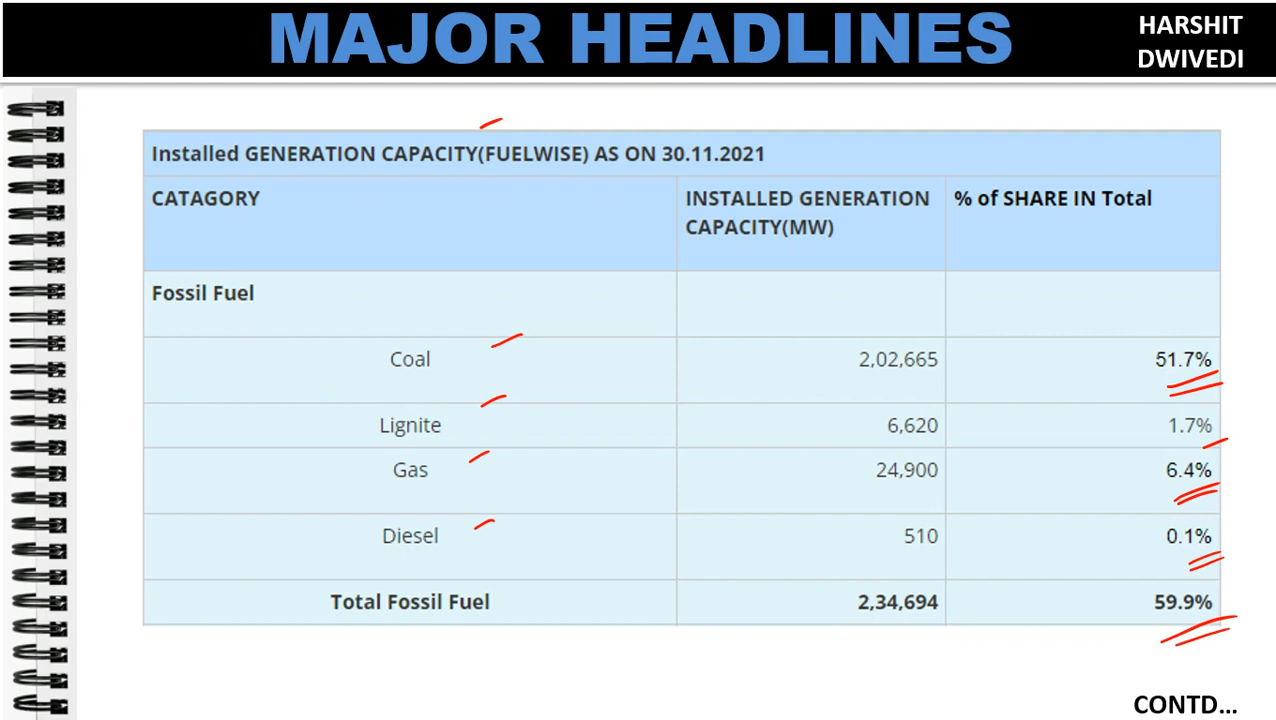 MAJOR HEADLINES
HARSHIT
DWIVEDI
Installed GENERATION CAPACITY(FUELWISE) AS ON 30.11.2021
CATAGORY
INSTALLED GENERATION
CAPACITY(MW)
% of SHARE IN Total
Fossil Fuel
Coal 2,02,665 51.7%
Lignite 6,620 1.7%
Gas 24,900 6.4%
Diesel 510 0.1%
Total Fossil Fuel 2,34,694 59.9%
CONTD...